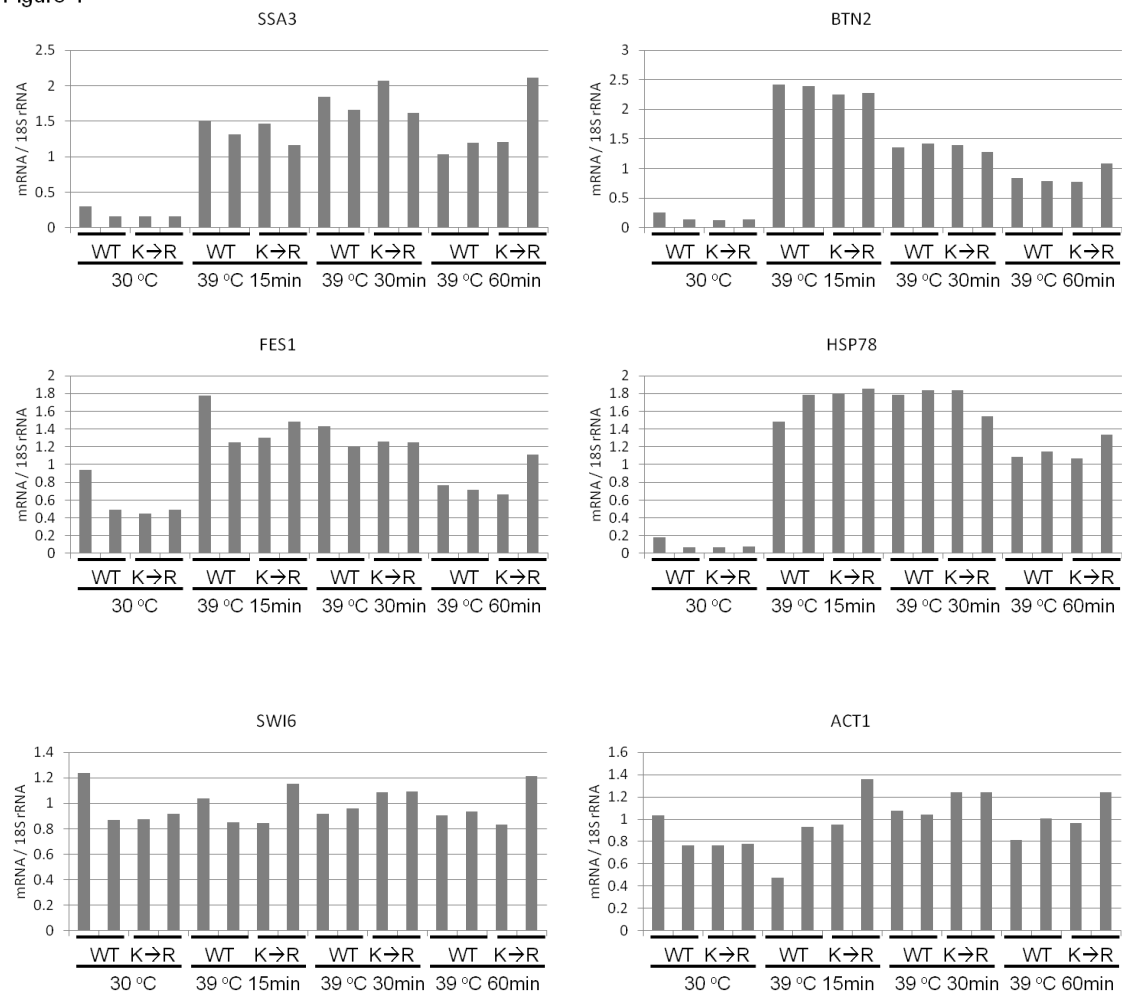 SSA3
mRNA / 18S rRNA
2.5
2
1.5
1
0.5
0
WT K→R WT K→R WT K→R WT K→R
30 °C 39 °C 15min 39 °C 30min 39 °C 60min
BTN2
mRNA / 18S rRNA
3
2.5
2
1.5
1
0.5
0
WT K→R WT K→R WT K→R WT K→R
30 °C 39 °C 15min 39 °C 30min 39 °C 60min
FES1
mRNA / 18S rRNA
2
1.8
1.6
1.4
1.2
1
0.8
0.6
0.4
0.2
0
WT K→R WT K→R WT K→R WT K→R
30 °C 39 °C 15min 39 °C 30min 39 °C 60min
HSP78
mRNA / 18S rRNA
2
1.8
1.6
1.4
1.2
1
0.8
0.6
0.4
0.2
0
WT K→R WT K→R WT K→R WT K→R
30 °C 39 °C 15min 39 °C 30min 39 °C 60min
SWI6
mRNA / 18S rRNA
1.4
1.2
1
0.8
0.6
0.4
0.2
0
WT K→R WT K→R WT K→R WT K→R
30 °C 39 °C 15min 39 °C 30min 39 °C 60min
ACT1
mRNA / 18S rRNA
1.6
1.4
1.2
1
0.8
0.6
0.4
0.2
0
WT K→R WT K→R WT K→R WT K→R
30 °C 39 °C 15min 39 °C 30min 39 °C 60min